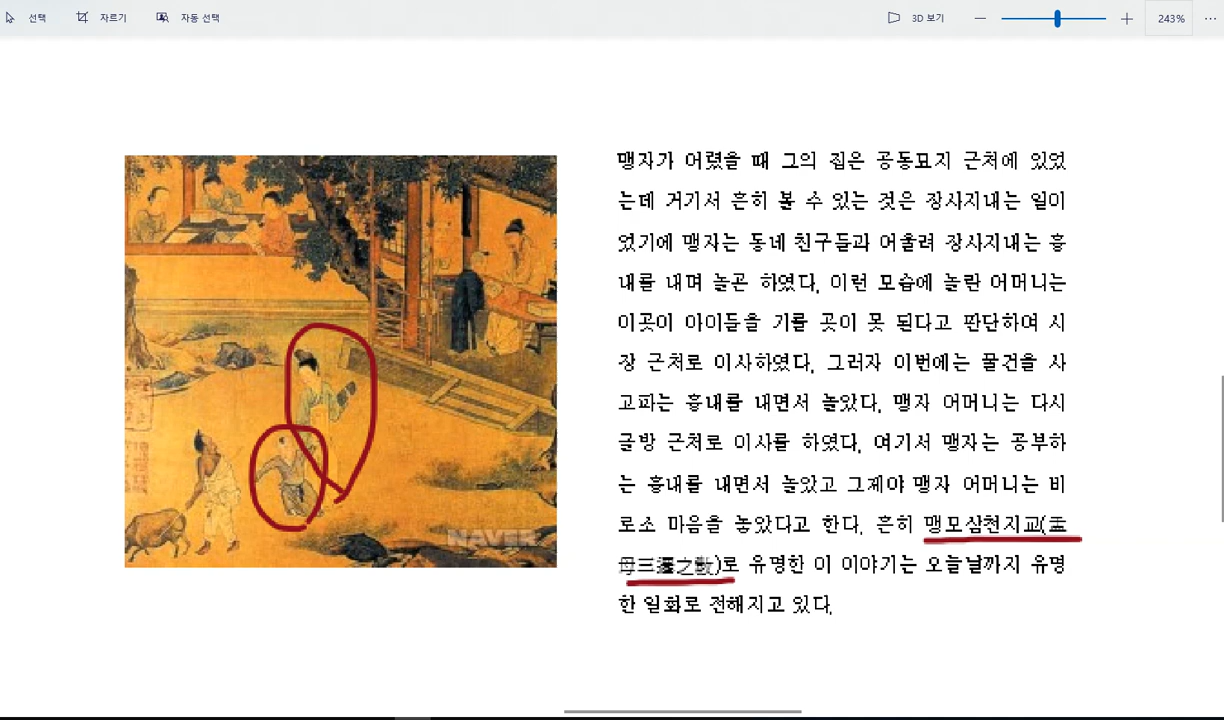 선택
자르기
자동 선택
3D 보기
243%
맹자가 어렸을 때 그의 집은 공동묘지 근처에 있었
는데 거기서 흔히 볼 수 있는 것은 장사지내는 일이
었기에 맹자는 동네 친구들과 어울려 장사지내는 흉
내를 내며 놀곤 하였다. 이런 모습에 놀란 어머니는
이곳이 아이들을 기를 곳이 못 된다고 판단하여 시
장 근처로 이사하였다. 그러자 이번에는 물건을 사
고파는 흉내를 내면서 놀았다. 맹자 어머니는 다시
글방 근처로 이사를 하였다. 여기서 맹자는 공부하
는 흉내를 내면서 놀았고 그제야 맹자 어머니는 비
로소 마음을 놓았다고 한다. 흔히 맹모삼천지교(孟
母三遷之敎)로 유명한 이 이야기는 오늘날까지 유명
한 일화로 전해지고 있다.
NAVER